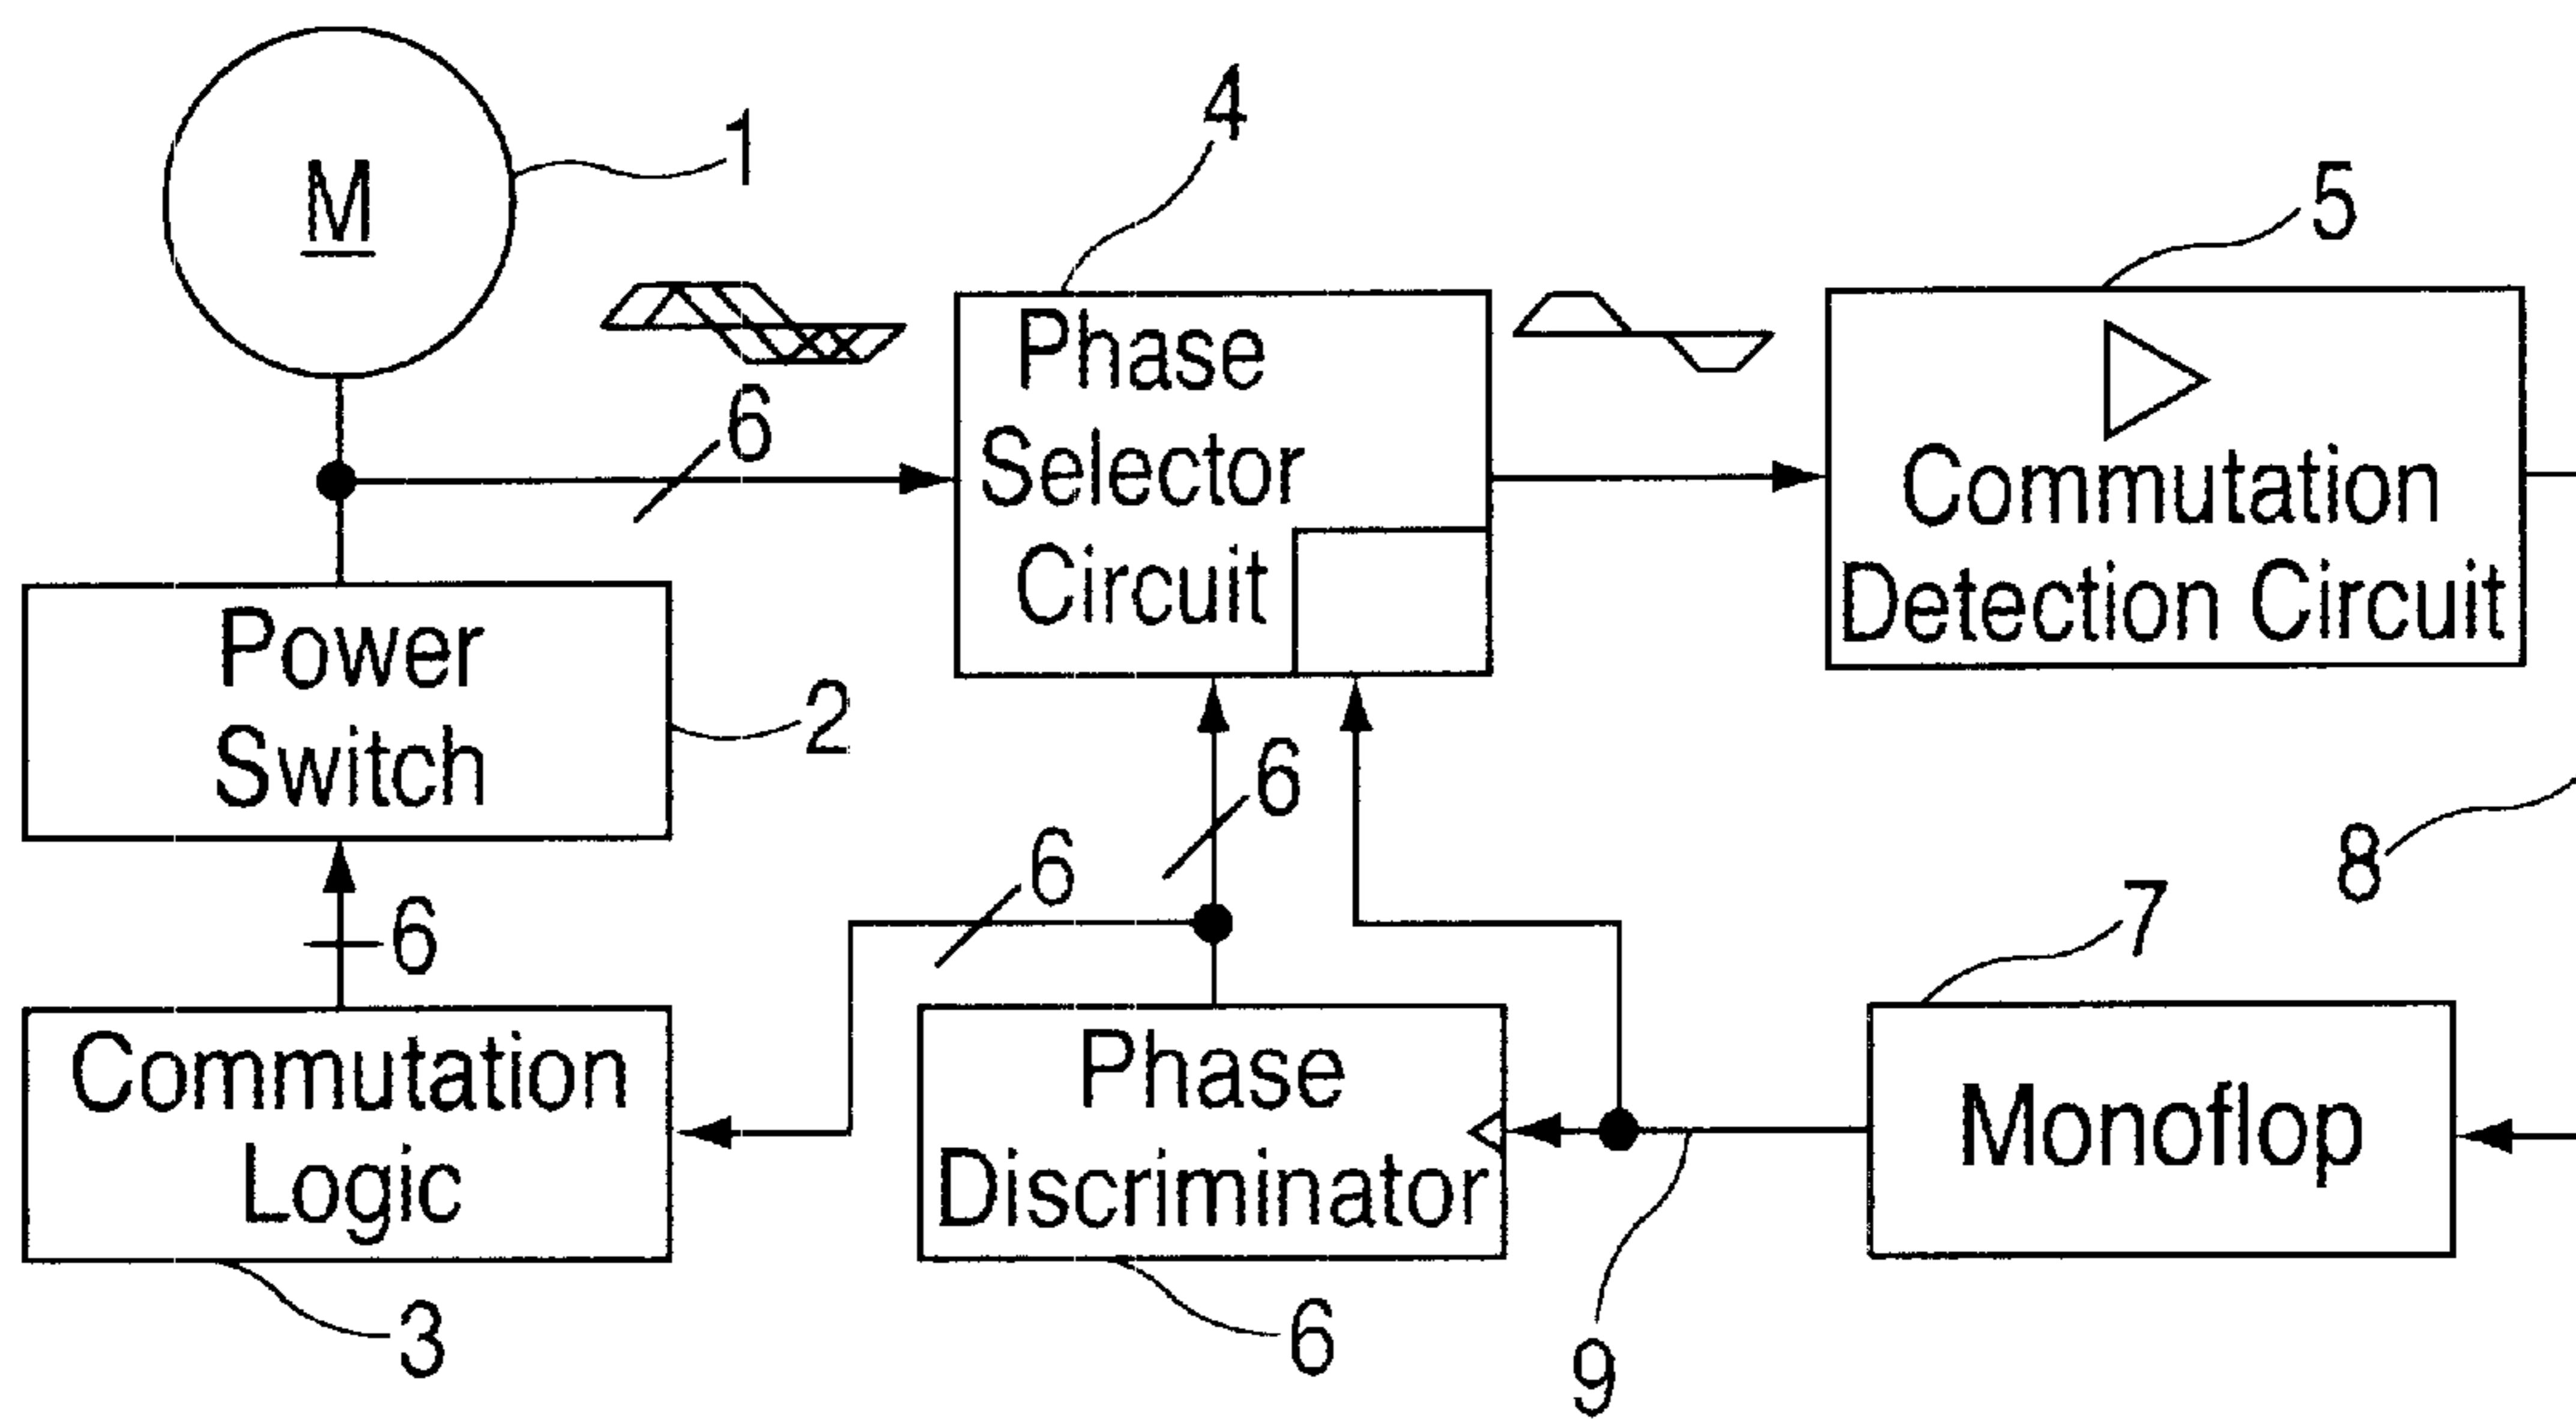 M
1
4
5
6
Phase
Selector
Circuit
Commutation
Detection Circuit
Power
Switch
2
6
6
6
8
7
Commutation
Logic
Phase
Discriminator
Monoflop
3
6
9